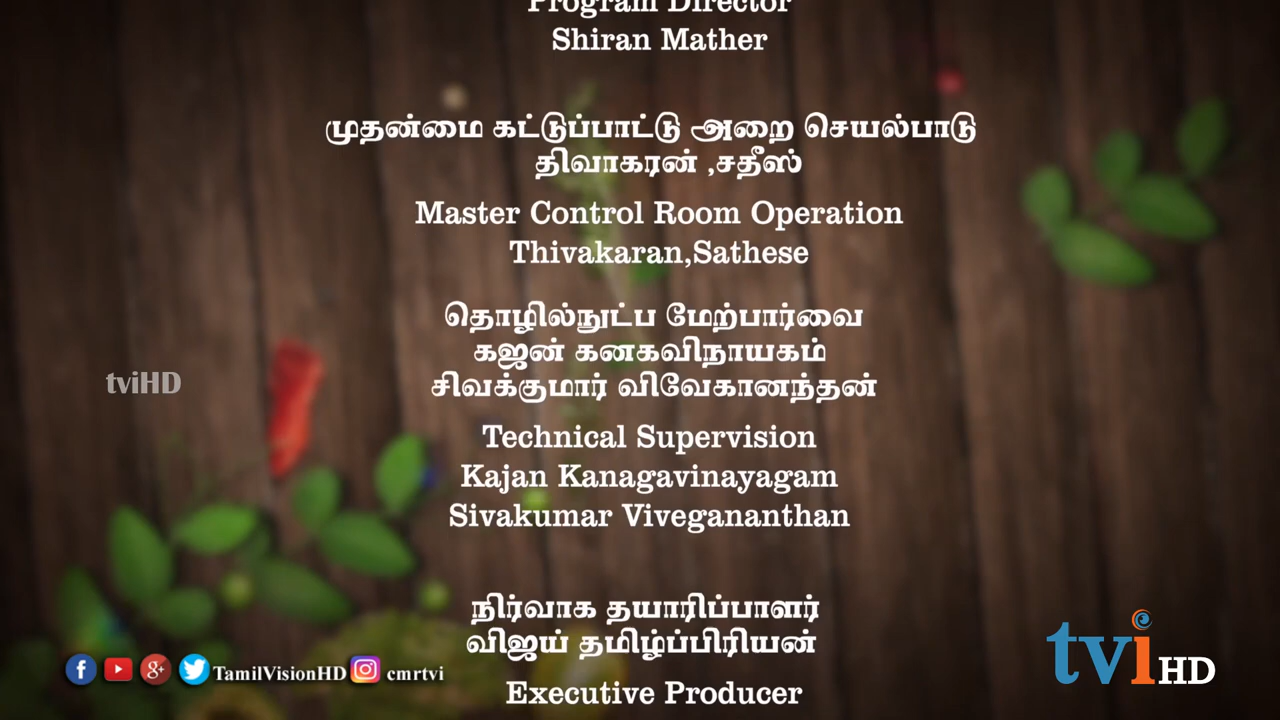 Program Director
Shiran Mather
முதன்மை கட்டுப்பாட்டு அறை செயல்பாடு
திவாகரன் ,சதீஸ்
Master Control Room Operation
Thivakaran,Sathese
தொழில்நுட்ப மேற்பார்வை
கஜன் கனகவிநாயகம்
சிவக்குமார் விவேகானந்தன்
tviHD
Technical Supervision
Kajan Kanagavinayagam
Sivakumar Vivegananthan
நிர்வாக தயாரிப்பாளர்
விஜய் தமிழ்ப்பிரியன்
Executive Producer
TamilVisionHD cmrtvi
tvi HD